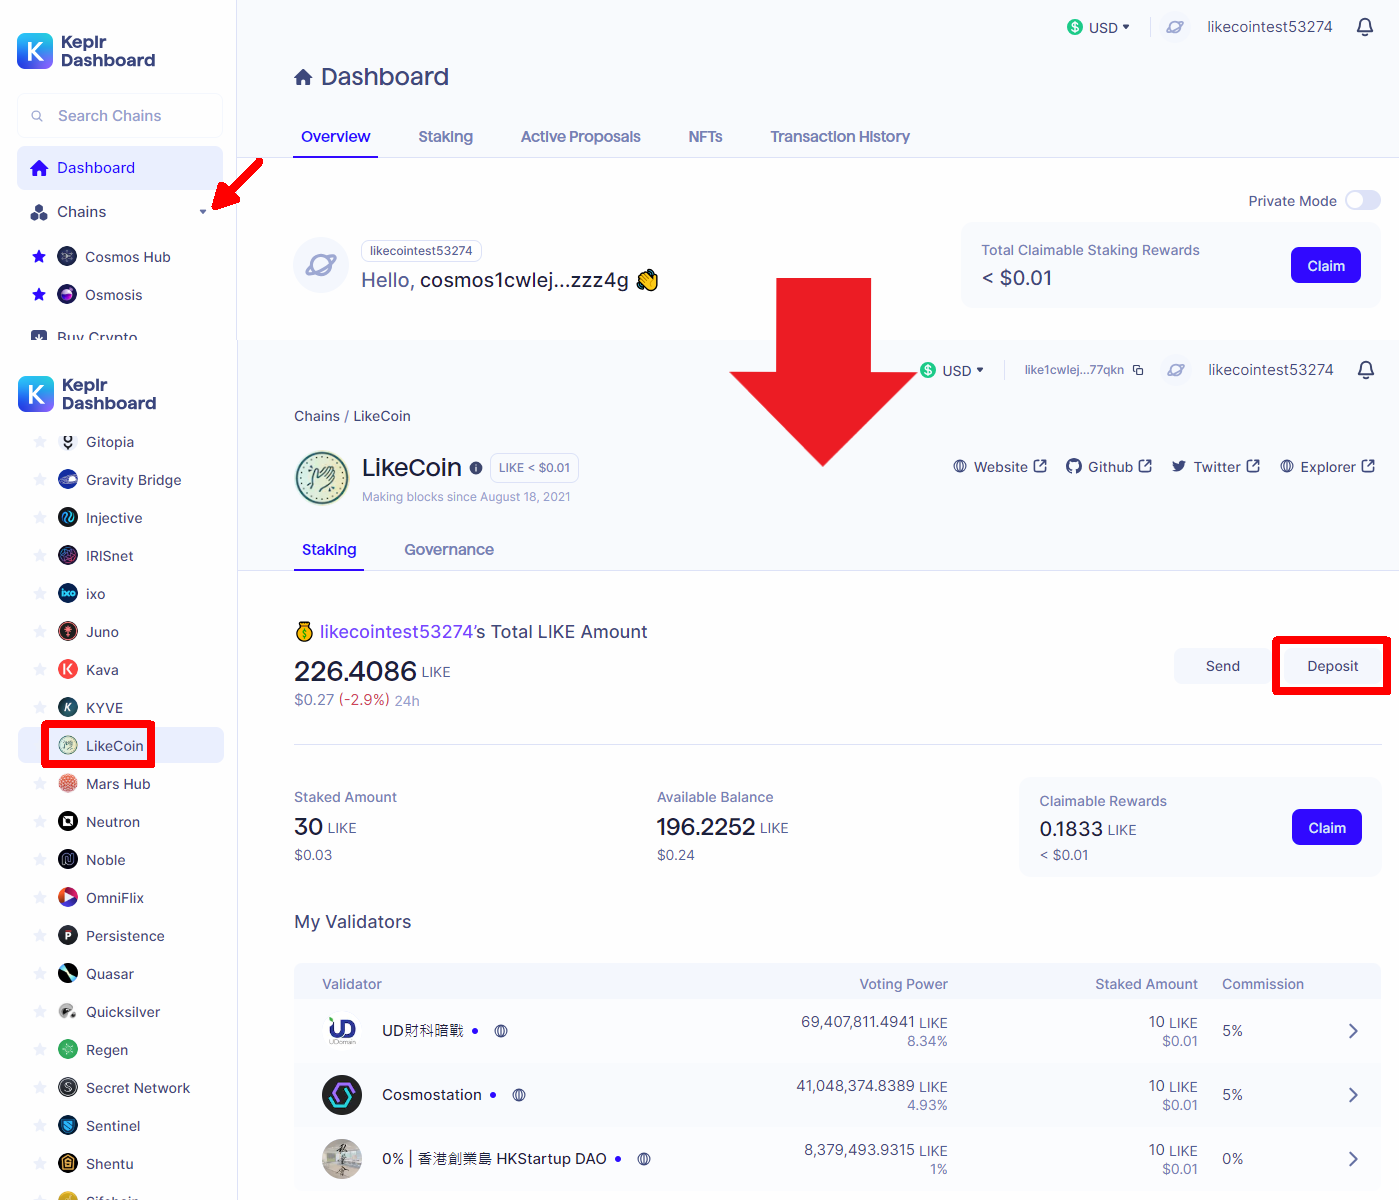 Keplr
Dashboard
Search Chains
Dashboard
Chains
Cosmos Hub
Osmosis
Buy Crypto
USD
likecointest53274
Dashboard
Overview
Staking
Active Proposals
NFTs
Transaction History
Private Mode
likecointest53274
Hello, cosmos1cwlej...zzz4g
Total Claimable Staking Rewards
< $0.01
Claim
Keplr
Dashboard
Gitopia
Gravity Bridge
Injective
IRISnet
ixo
Juno
Kava
KYVE
LikeCoin
Mars Hub
Neutron
Noble
OmniFlix
Persistence
Quasar
Quicksilver
Regen
Secret Network
Sentinel
Shentu
Sifchain
USD
like1cwlej...77qkn
likecointest53274
Chains / LikeCoin
LikeCoin
LIKE < $0.01
Making blocks since August 18, 2021
Website
Github
Twitter
Explorer
Staking
Governance
likecointest53274's Total LIKE Amount
226.4086 LIKE
$0.27 (-2.9%) 24h
Send
Deposit
Staked Amount
30 LIKE
$0.03
Available Balance
196.2252 LIKE
$0.24
Claimable Rewards
0.1833 LIKE
< $0.01
Claim
My Validators
Validator Voting Power Staked Amount Commission
UD財科暗戰 69,407,811.4941 LIKE 10 LIKE 5%
8.34% $0.01
Cosmostation 41,048,374.8389 LIKE 10 LIKE 5%
4.93% $0.01
0% | 香港創業島 HKStartup DAO 8,379,493.9315 LIKE 10 LIKE 0%
1% $0.01